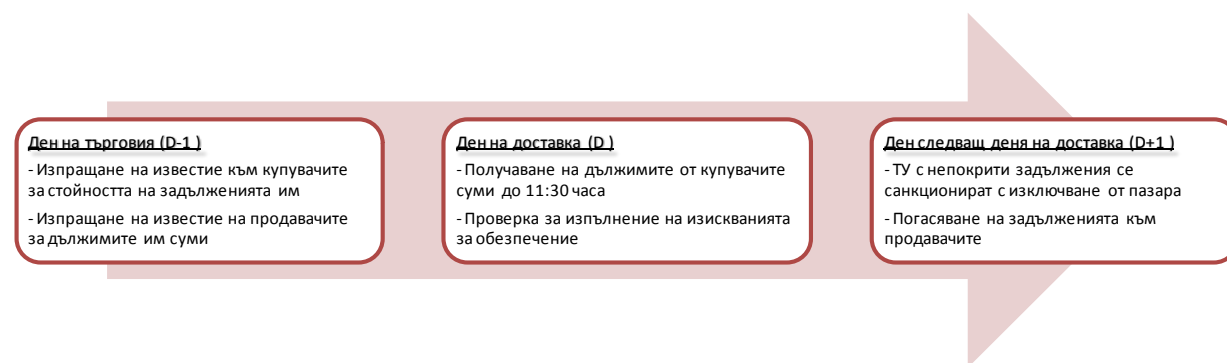 Ден на търговия (D-1 )
- Изпращане на известие към купувачите
за стойността на задълженията им
- Изпращане на известие на продавачите
за дължимите им суми
Ден на доставка (D )
- Получаване на дължимите от купувачите
суми до 11:30 часа
- Проверка за изпълнение на изискванията
за обезпечение
Ден следващ деня на доставка (D+1 )
- ТУ с непокрити задължения се
санкционират с изключване от пазара
- Погасяване на задълженията към
продавачите